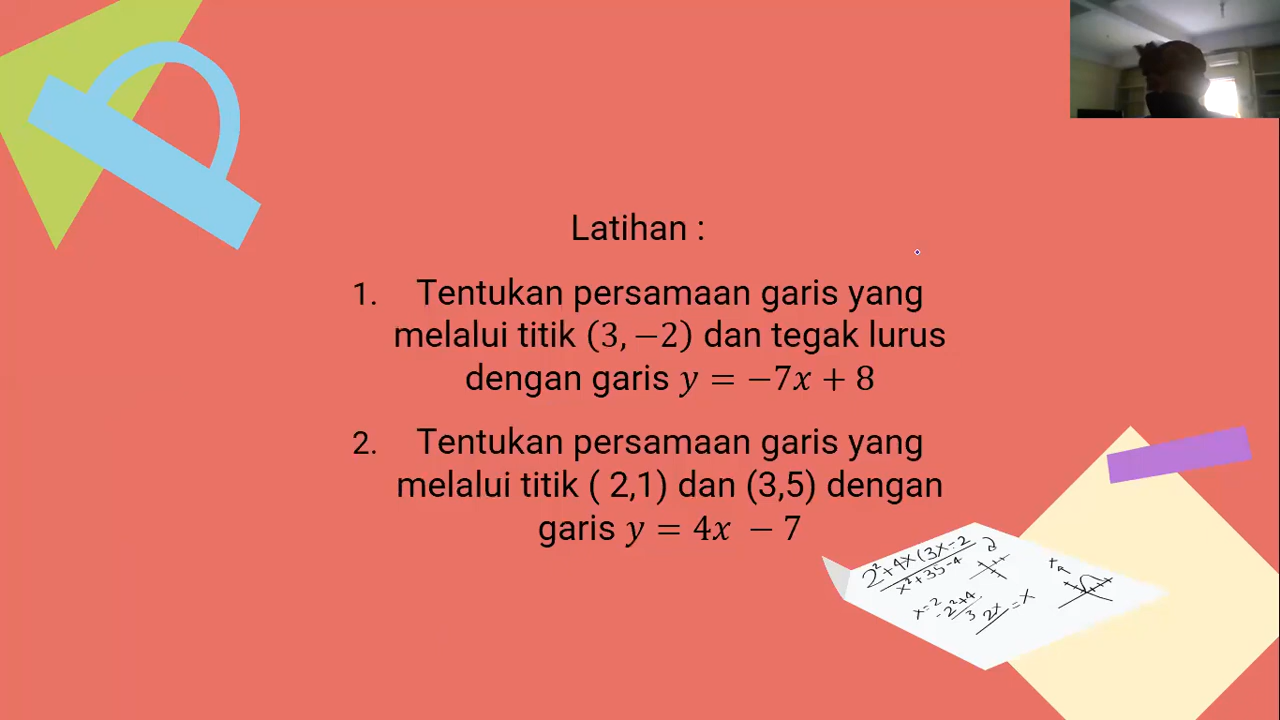 Latihan :
1. Tentukan persamaan garis yang
melalui titik (3, −2) dan tegak lurus
dengan garis y = −7x + 8
2. Tentukan persamaan garis yang
melalui titik ( 2,1) dan (3,5) dengan
garis y = 4x − 7